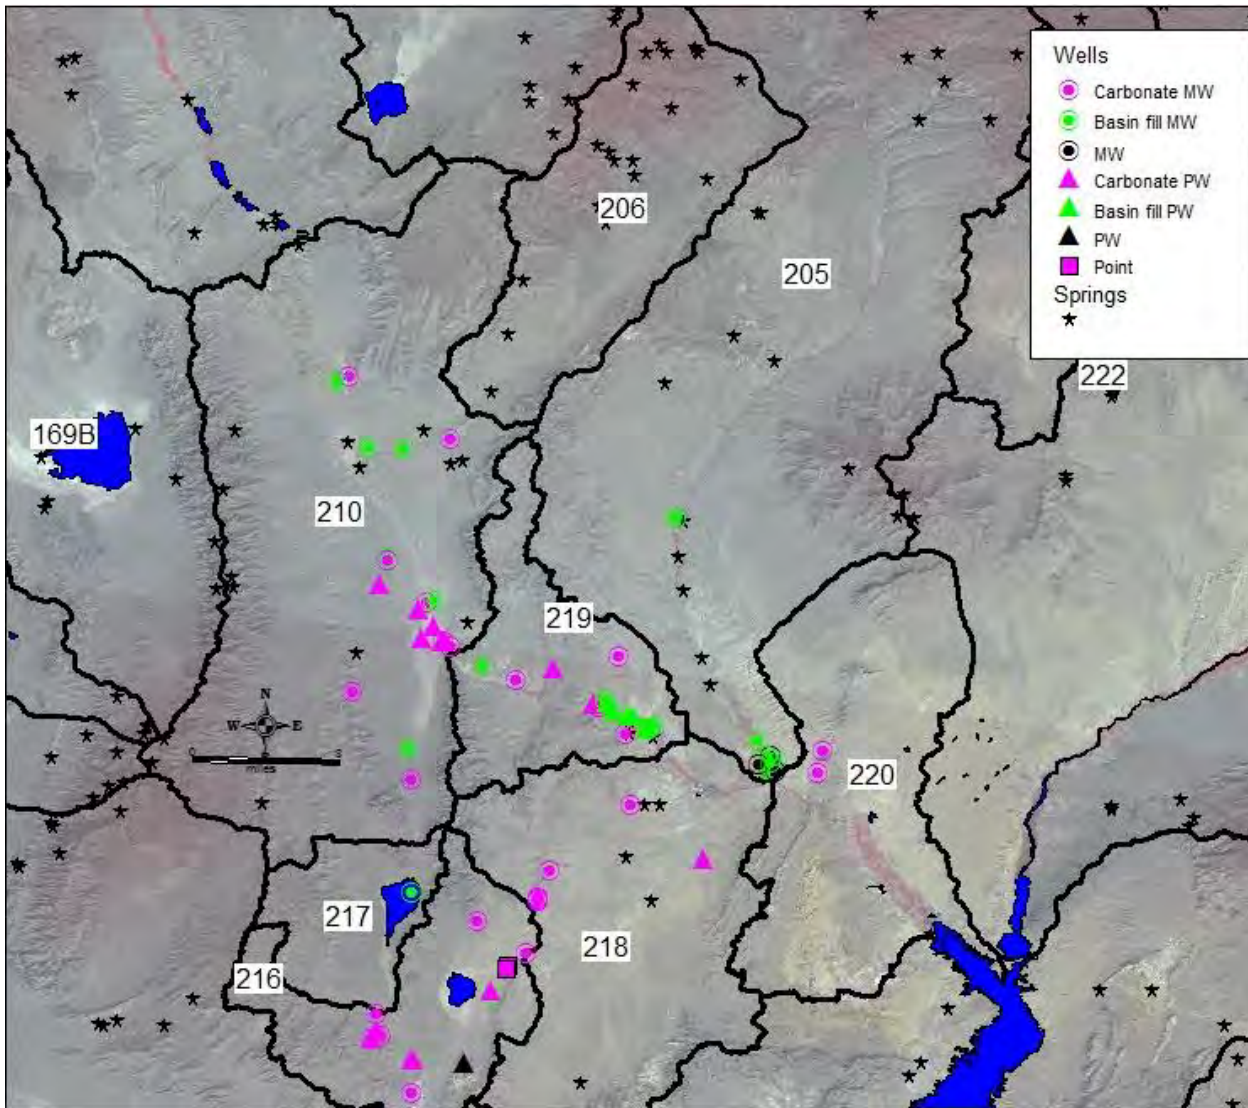 Wells
Carbonate MW
Basin fill MW
MW
Carbonate PW
Basin fill PW
PW
Point
Springs
206
205
222
169B
210
219
N
W E
S
miles
220
217
218
216